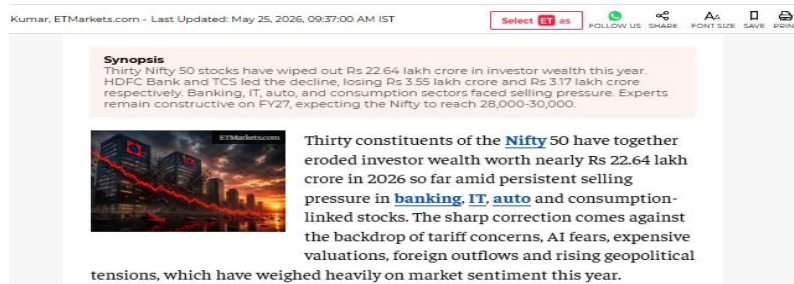 Kumar, ETMarkets.com - Last Updated: May 25, 2026, 09:37:00 AM IST
Select ET as
FOLLOW US SHARE FONT SIZE SAVE PRIN
Synopsis
Thirty Nifty 50 stocks have wiped out Rs 22.64 lakh crore in investor wealth this year.
HDFC Bank and TCS led the decline, losing Rs 3.55 lakh crore and Rs 3.17 lakh crore
respectively. Banking, IT, auto, and consumption sectors faced selling pressure. Experts
remain constructive on FY27, expecting the Nifty to reach 28,000-30,000.
ETMarkets.com
Thirty constituents of the Nifty 50 have together
eroded investor wealth worth nearly Rs 22.64 lakh
crore in 2026 so far amid persistent selling
pressure in banking, IT, auto and consumption-
linked stocks. The sharp correction comes against
the backdrop of tariff concerns, AI fears, expensive
valuations, foreign outflows and rising geopolitical
tensions, which have weighed heavily on market sentiment this year.